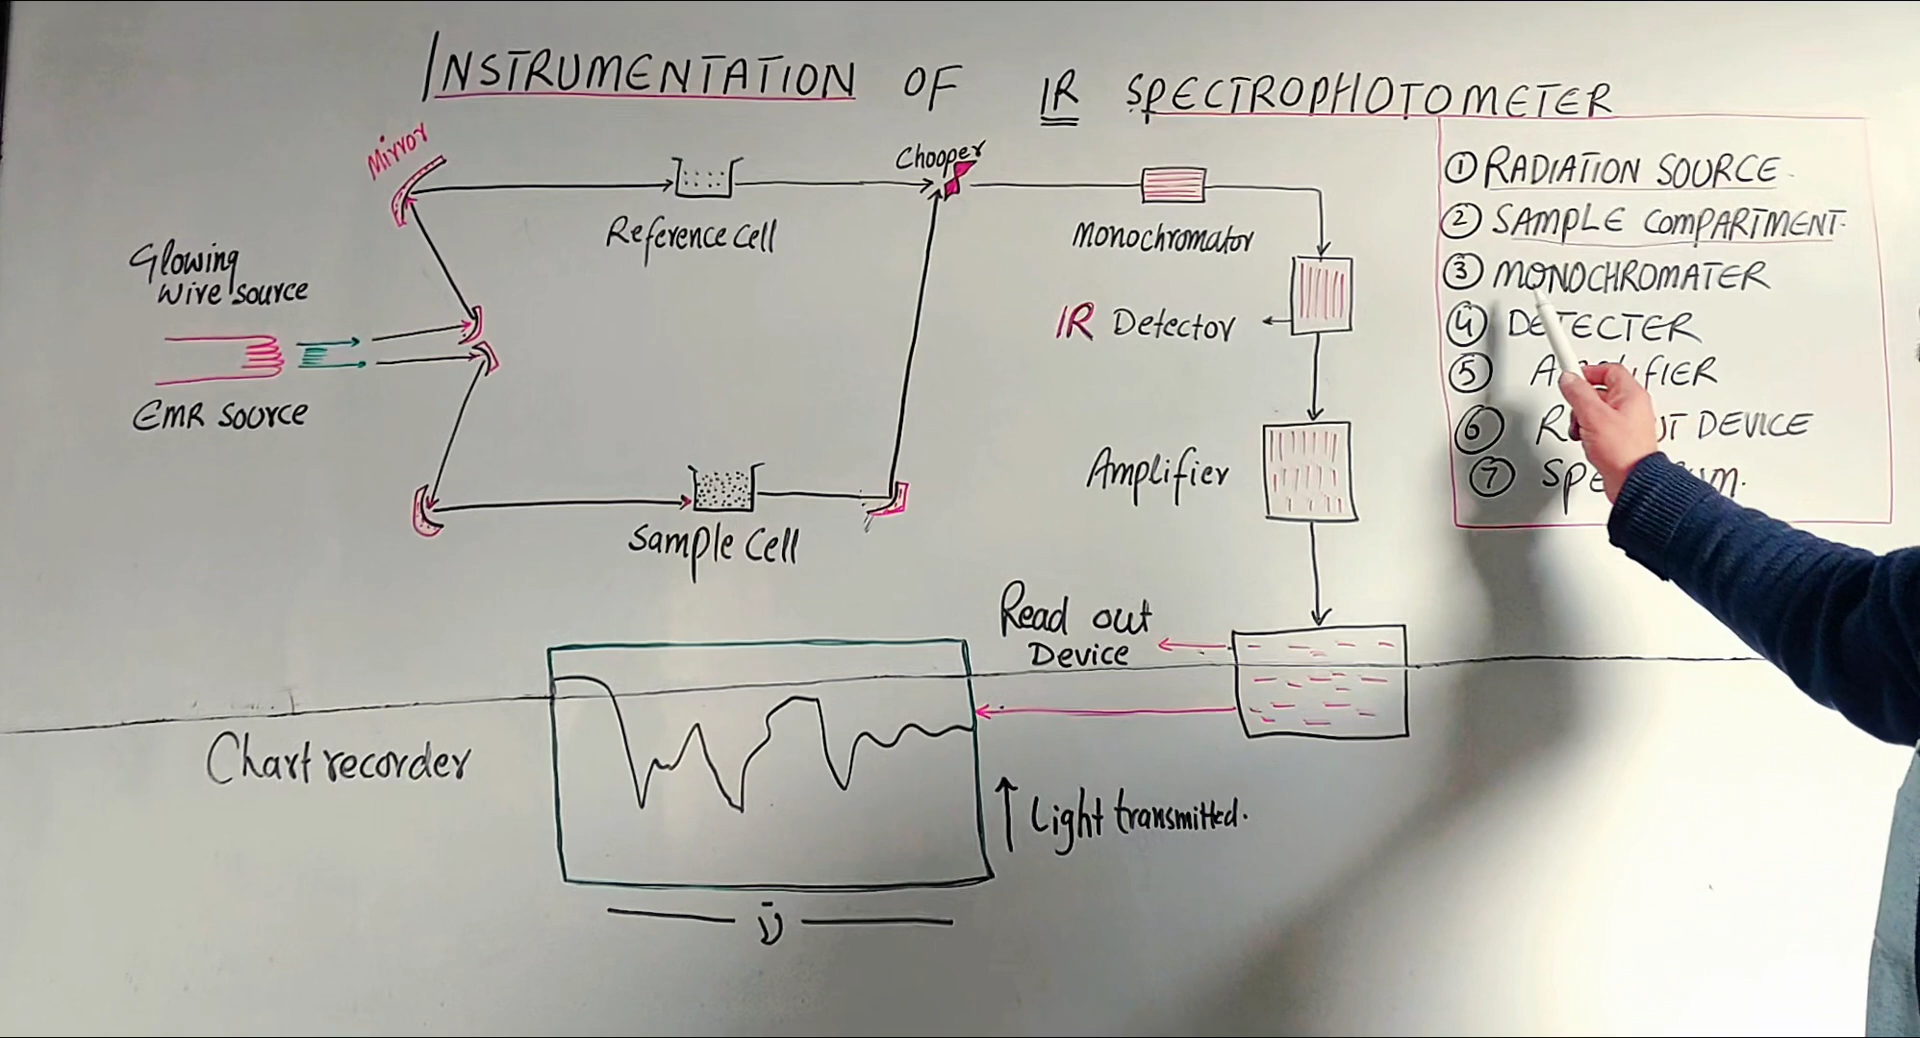 INSTRUMENTATION OF IR SPECTROPHOTOMETER
Mirror
Chooper
Reference Cell
Glowing
Wire source
EMR SOURCE
Sample Cell
Monochromator
IR Detector
Amplifier
Read out
Device
Chart recorder
Light transmitted.
ῡ
① RADIATION SOURCE
② SAMPLE COMPARTMENT.
③ MONOCHROMATER
④ DETECTER
⑤
⑥ DEVICE
⑦